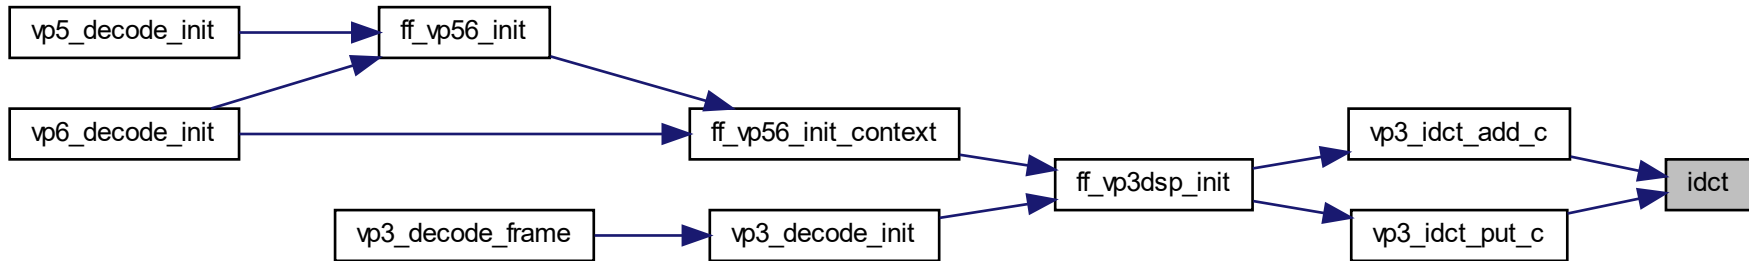 vp5_decode_init
ff_vp56_init
vp6_decode_init
ff_vp56_init_context
vp3_idct_add_c
ff_vp3dsp_init
idct
vp3_decode_frame
vp3_decode_init
vp3_idct_put_c